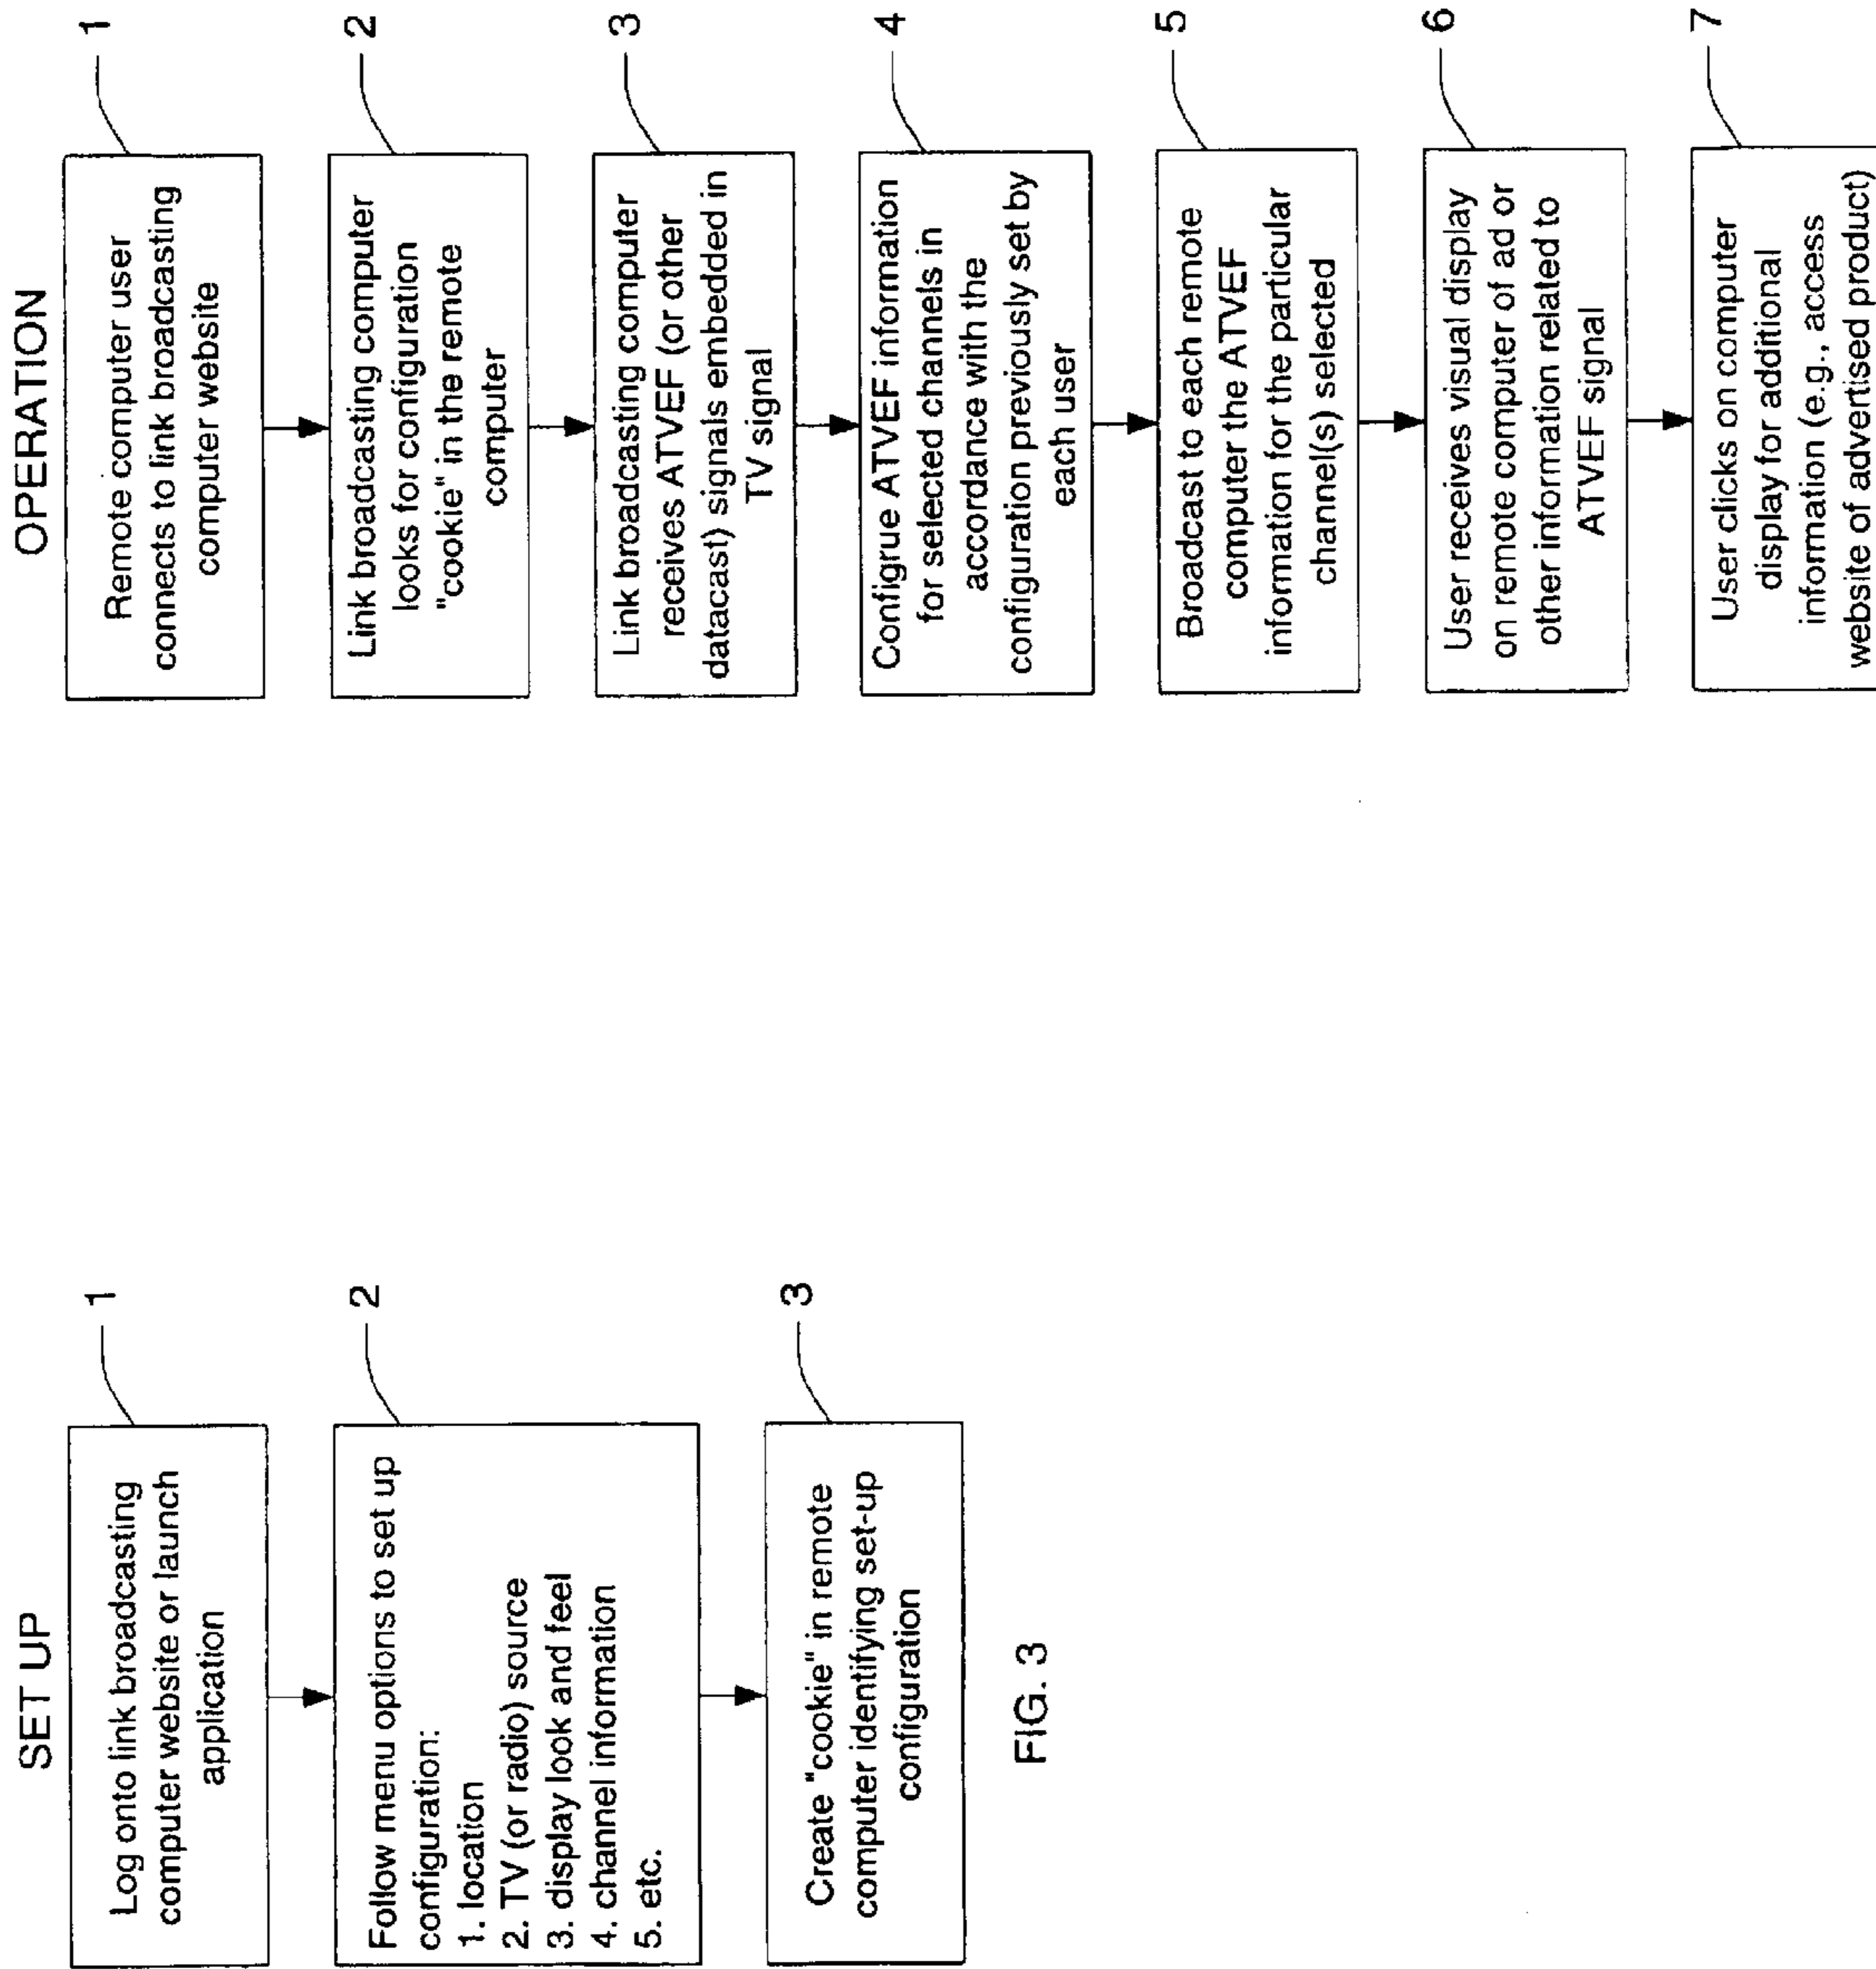 SET UP
1
Log onto link broadcasting
computer website or launch
application
2
Follow menu options to set up
configuration:
1. location
2. TV (or radio) source
3. display look and feel
4. channel information
5. etc.
3
Create "cookie" in remote
computer identifying set-up
configuration
FIG. 3
OPERATION
1
Remote computer user
connects to link broadcasting
computer website
2
Link broadcasting computer
looks for configuration
"cookie" in the remote
computer
3
Link broadcasting computer
receives ATVEF (or other
datacast) signals embedded in
TV signal
4
Configrue ATVEF information
for selected channels in
accordance with the
configuration previously set by
each user
5
Broadcast to each remote
computer the ATVEF
information for the particular
channel(s) selected
6
User receives visual display
on remote computer of ad or
other information related to
ATVEF signal
7
User clicks on computer
display for additional
information (e.g., access
website of advertised product)